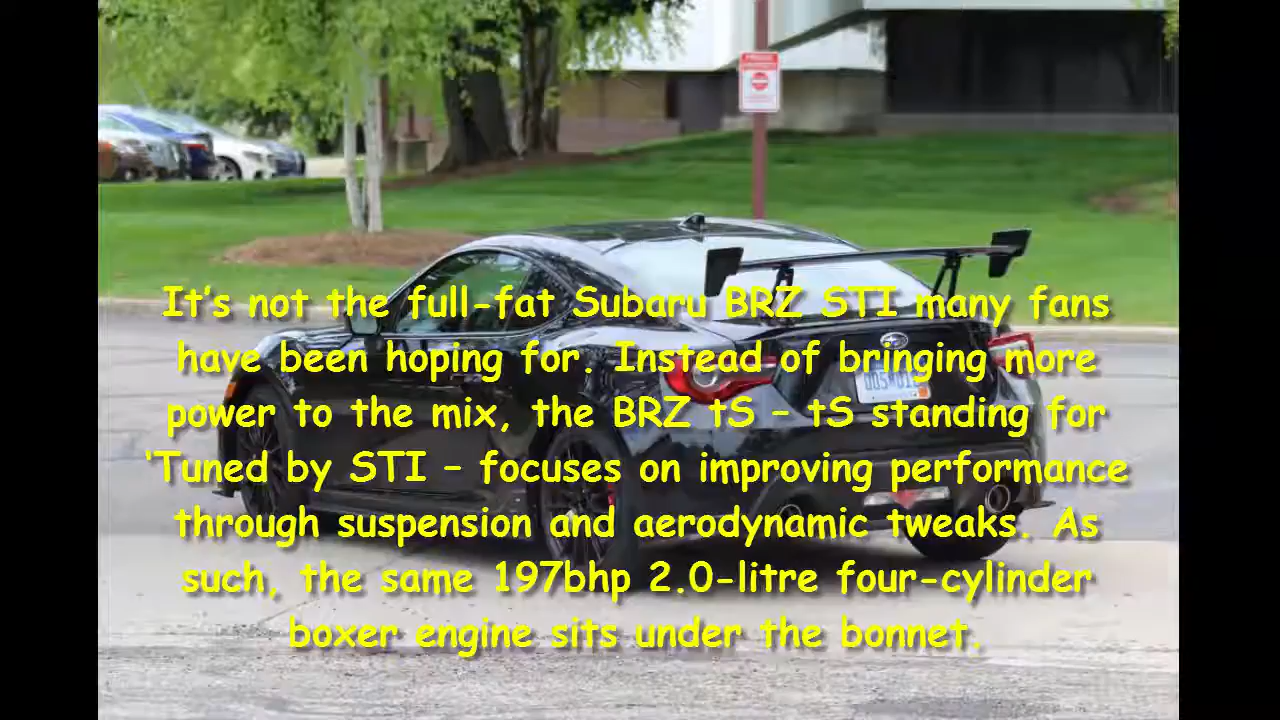 It's not the full-fat Subaru BRZ STI many fans
have been hoping for. Instead of bringing more
power to the mix, the BRZ tS – tS standing for
‘Tuned by STI – focuses on improving performance
through suspension and aerodynamic tweaks. As
such, the same 197bhp 2.0-litre four-cylinder
boxer engine sits under the bonnet.